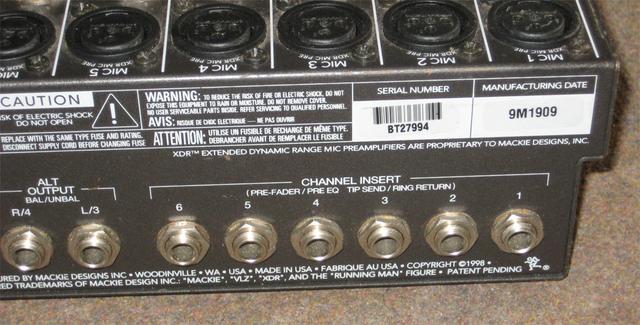 MIC 5 MIC 4 MIC 3 MIC 2 MIC 1
XDR MIC PRE XDR MIC PRE XDR MIC PRE XDR MIC PRE
CAUTION
SK OF ELECTRIC SHOCK
DO NOT OPEN
REPLACE WITH THE SAME TYPE FUSE AND RATING.
DISCONNECT SUPPLY CORD BEFORE CHANGING FUSE
WARNING: TO REDUCE THE RISK OF FIRE OR ELECTRIC SHOCK, DO NOT
EXPOSE THIS EQUIPMENT TO RAIN OR MOISTURE. DO NOT REMOVE COVER.
NO USER SERVICEABLE PARTS INSIDE. REFER SERVICING TO QUALIFIED PERSONNEL.
AVIS: RISQUE DE CHOC ELECTRIQUE — NE PAS OUVRIR
ATTENTION: UTILISE UN FUSIBLE DE RECHANGE DE MÊME TYPE.
DEBRANCHER AVANT DE REMPLACER LE FUSIBLE
SERIAL NUMBER
BT27994
MANUFACTURING DATE
9M1909
XDR™ EXTENDED DYNAMIC RANGE MIC PREAMPLIFIERS ARE PROPRIETARY TO MACKIE DESIGNS, INC.
ALT
OUTPUT
BAL/UNBAL
R/4 L/3
CHANNEL INSERT
(PRE-FADER / PRE EQ TIP SEND / RING RETURN)
6 5 4 3 2 1
URED BY MACKIE DESIGNS INC • WOODINVILLE • WA • USA • MADE IN USA • FABRIQUE AU USA • COPYRIGHT ©1998 •
ED TRADEMARKS OF MACKIE DESIGN INC.: "MACKIE", "VLZ", "XDR", AND THE "RUNNING MAN" FIGURE • PATENT PENDING